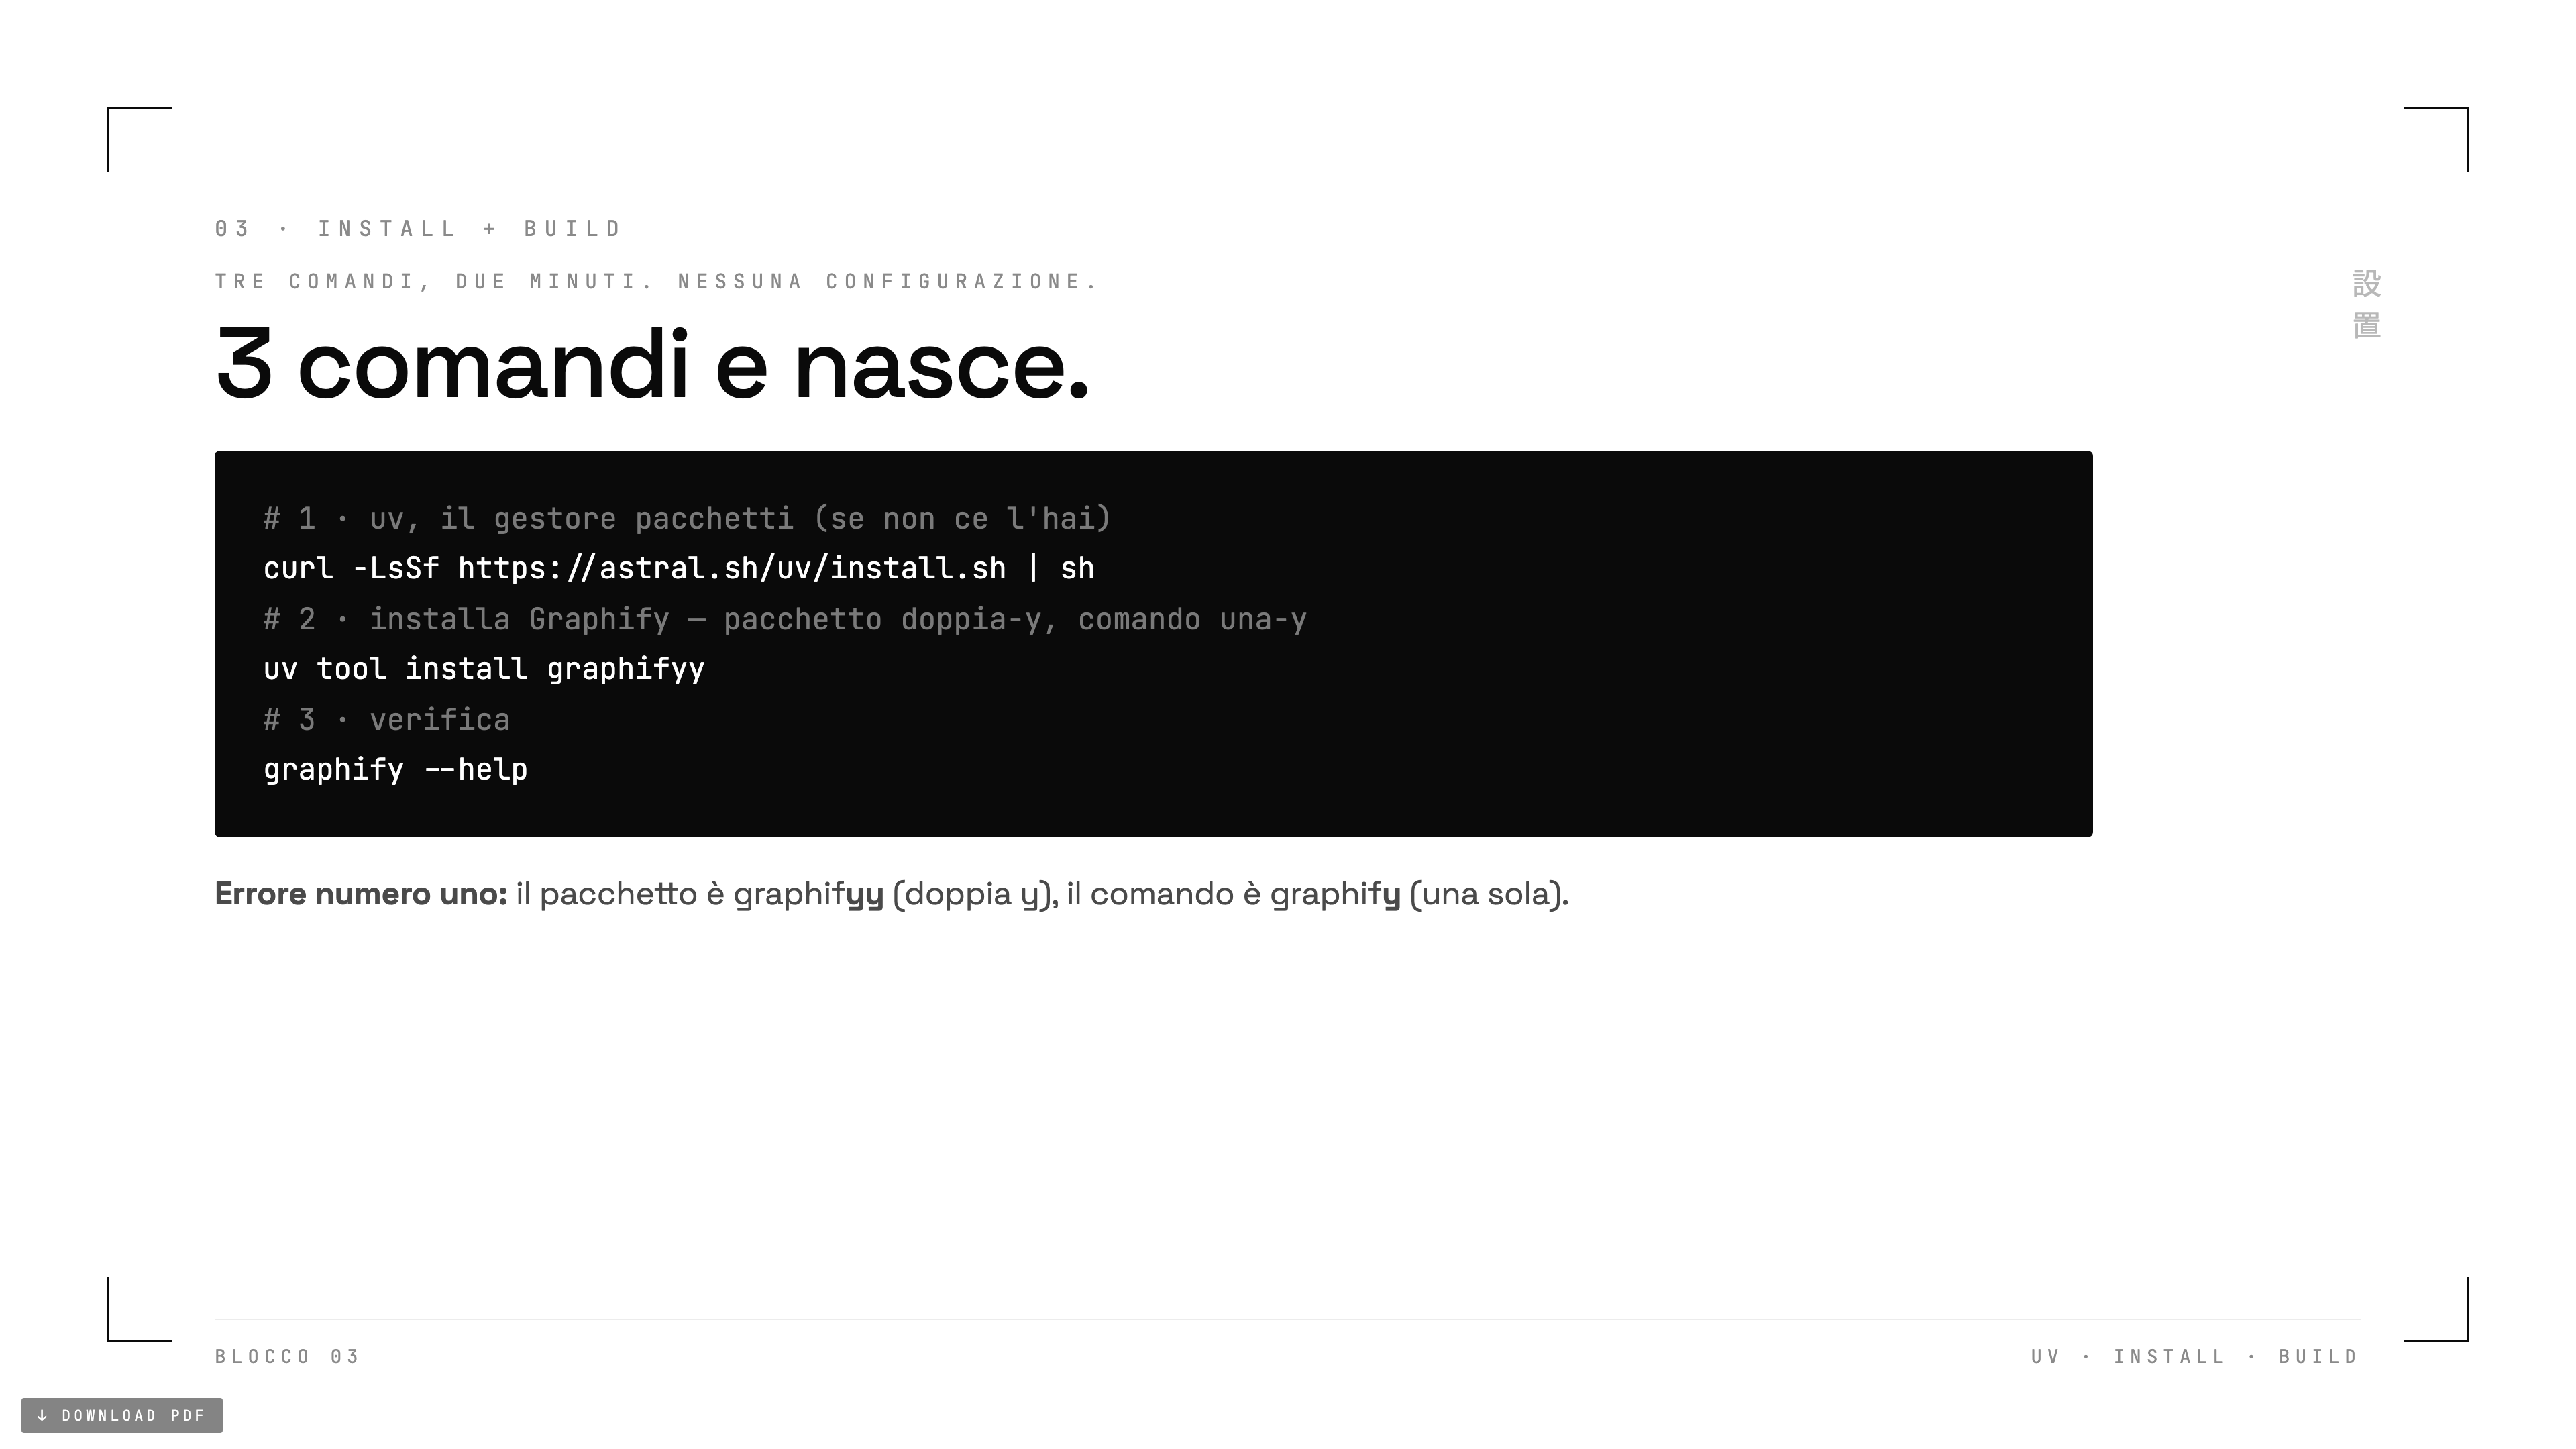 03 · INSTALL + BUILD
TRE COMANDI, DUE MINUTI. NESSUNA CONFIGURAZIONE.
設置
3 comandi e nasce.
# 1 · uv, il gestore pacchetti (se non ce l'hai)
curl -LsSf https://astral.sh/uv/install.sh | sh
# 2 · installa Graphify — pacchetto doppia-y, comando una-y
uv tool install graphifyy
# 3 · verifica
graphify --help
Errore numero uno: il pacchetto è graphifyy (doppia y), il comando è graphify (una sola).
BLOCCO 03
UV · INSTALL · BUILD
↓ DOWNLOAD PDF